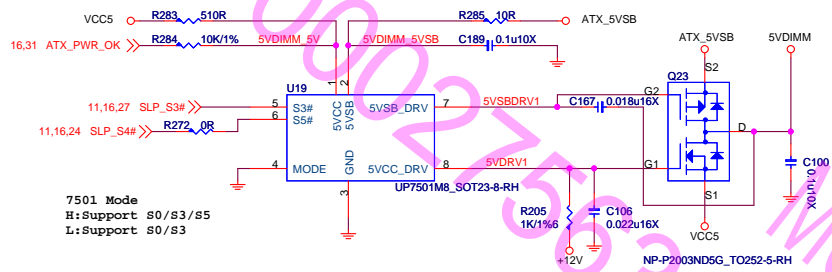 VCC5 R283 510R R285 10R ATX_5VSB
16,31 ATX_PWR_OK R284 10K/1% 5VDIMM_5V 5VDIMM_5VSB C189 0.1u10X
ATX_5VSB 5VDIMM
U19 1 2 Q23 S2
5VCC 5VSB
11,16,27 SLP_S3# 5 S3# 5VSB_DRV 7 5VSBDRV1 C167 0.018u16X G2
11,16,24 SLP_S4# R272 0R 6 S5#
D
4 MODE GND 5VCC_DRV 8 5VDRV1 G1
C100 0.1u10X
3 UP7501M8_SOT23-8-RH
S1
7501 Mode
H:Support S0/S3/S5
L:Support S0/S3
R205 1K/1%6 C106 0.022u16X
VCC5
+12V
NP-P2003ND5G_TO252-5-RH